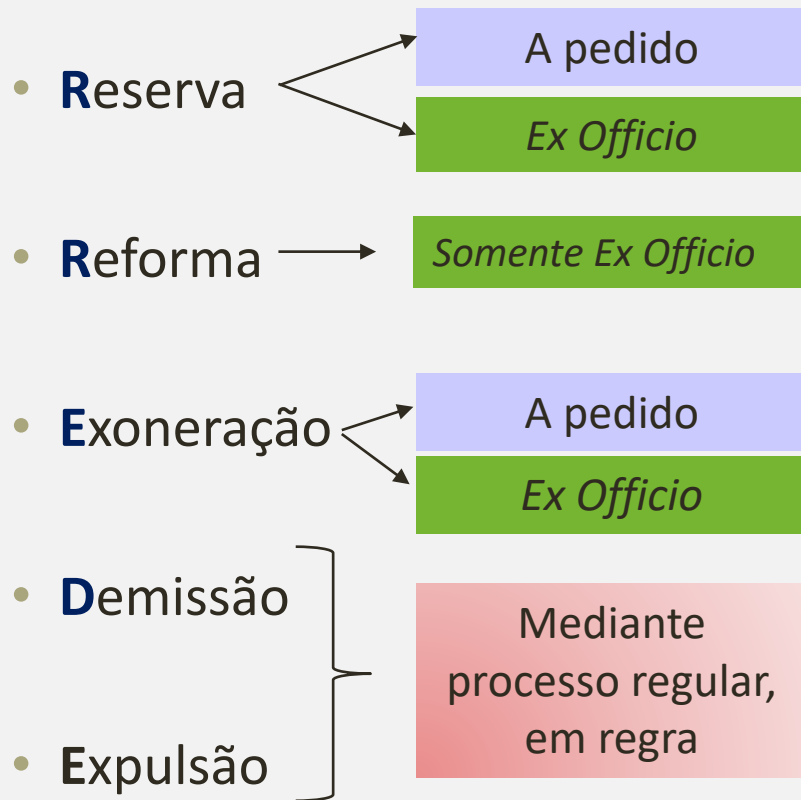 A pedido
• Reserva
Ex Officio
• Reforma
Somente Ex Officio
A pedido
• Exoneração
Ex Officio
• Demissão
Mediante
processo regular,
em regra
• Expulsão